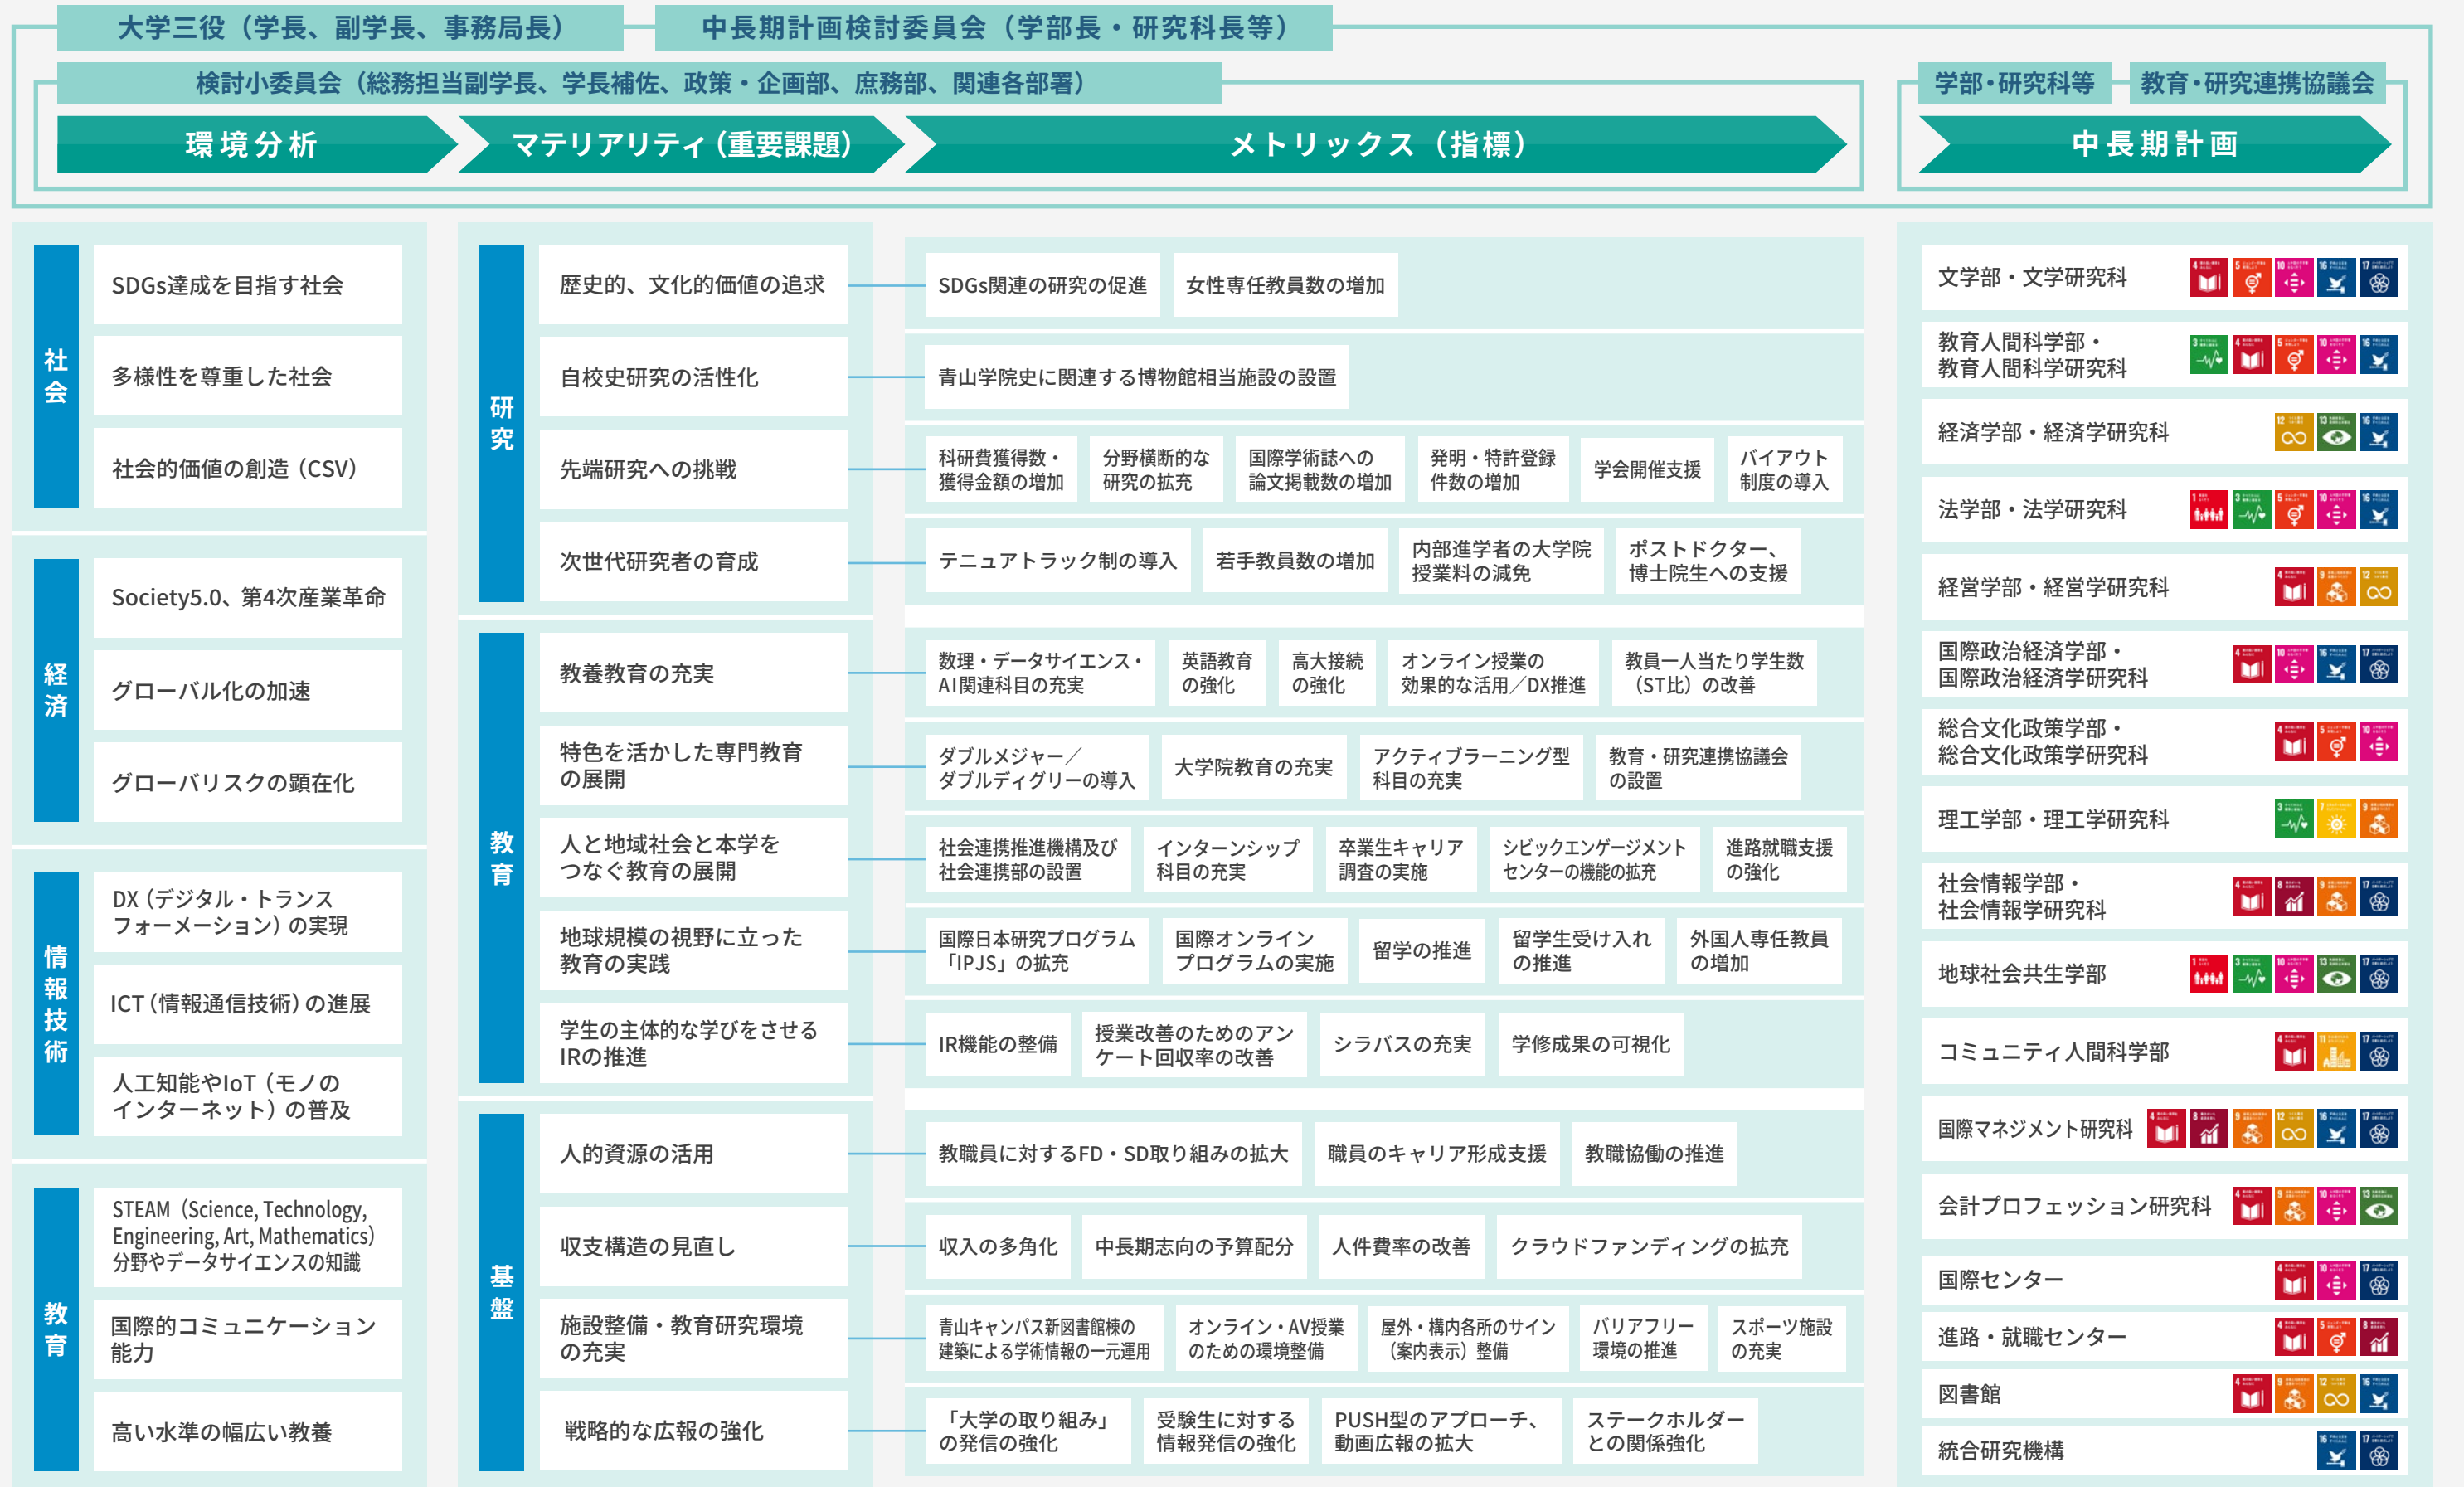 大学三役（学長、副学長、事務局長）
中長期計画検討委員会（学部長・研究科長等）
検討小委員会（総務担当副学長、学長補佐、政策・企画部、庶務部、関連各部署）
学部・研究科等
教育・研究連携協議会
環境分析
マテリアリティ（重要課題）
メトリックス（指標）
中長期計画
社会
SDGs達成を目指す社会
多様性を尊重した社会
社会的価値の創造（CSV）
経済
Society5.0、第4次産業革命
グローバル化の加速
グローバリスクの顕在化
情報技術
DX（デジタル・トランス
フォーメーション）の実現
ICT（情報通信技術）の進展
人工知能やIoT（モノの
インターネット）の普及
教育
STEAM（Science, Technology,
Engineering, Art, Mathematics）
分野やデータサイエンスの知識
国際的コミュニケーション
能力
高い水準の幅広い教養
研究
歴史的、文化的価値の追求
SDGs関連の研究の促進
女性専任教員数の増加
自校史研究の活性化
青山学院史に関連する博物館相当施設の設置
先端研究への挑戦
科研費獲得数・
獲得金額の増加
分野横断的な
研究の拡充
国際学術誌への
論文掲載数の増加
発明・特許登録
件数の増加
学会開催支援
バイアウト
制度の導入
次世代研究者の育成
テニュアトラック制の導入
若手教員数の増加
内部進学者の大学院
授業料の減免
ポストドクター、
博士院生への支援
教育
教養教育の充実
数理・データサイエンス・
AI関連科目の充実
英語教育
の強化
高大接続
の強化
オンライン授業の
効果的な活用／DX推進
教員一人当たり学生数
（ST比）の改善
特色を活かした専門教育
の展開
ダブルメジャー／
ダブルディグリーの導入
大学院教育の充実
アクティブラーニング型
科目の充実
教育・研究連携協議会
の設置
人と地域社会と本学を
つなぐ教育の展開
社会連携推進機構及び
社会連携部の設置
インターンシップ
科目の充実
卒業生キャリア
調査の実施
シビックエンゲージメント
センターの機能の拡充
進路就職支援
の強化
地球規模の視野に立った
教育の実践
国際日本研究プログラム
「IPJS」の拡充
国際オンライン
プログラムの実施
留学の推進
留学生受け入れ
の推進
外国人専任教員
の増加
学生の主体的な学びをさせる
IRの推進
IR機能の整備
授業改善のためのアン
ケート回収率の改善
シラバスの充実
学修成果の可視化
基盤
人的資源の活用
教職員に対するFD・SD取り組みの拡大
職員のキャリア形成支援
教職協働の推進
収支構造の見直し
収入の多角化
中長期志向の予算配分
人件費率の改善
クラウドファンディングの拡充
施設整備・教育研究環境
の充実
青山キャンパス新図書館棟の
建築による学術情報の一元運用
オンライン・AV授業
のための環境整備
屋外・構内各所のサイン
（案内表示）整備
バリアフリー
環境の推進
スポーツ施設
の充実
戦略的な広報の強化
「大学の取り組み」
の発信の強化
受験生に対する
情報発信の強化
PUSH型のアプローチ、
動画広報の拡大
ステークホルダー
との関係強化
文学部・文学研究科
4 5 10 16 17
教育人間科学部・
教育人間科学研究科
3 4 5 10 16
経済学部・経済学研究科
12 13 16
法学部・法学研究科
1 3 5 10 16
経営学部・経営学研究科
4 9 12
国際政治経済学部・
国際政治経済学研究科
4 10 16 17
総合文化政策学部・
総合文化政策学研究科
4 5 10
理工学部・理工学研究科
3 7 9
社会情報学部・
社会情報学研究科
4 8 9 17
地球社会共生学部
1 3 10 13 17
コミュニティ人間科学部
4 11 17
国際マネジメント研究科
4 8 9 12 16 17
会計プロフェッション研究科
4 9 10 13
国際センター
4 10 17
進路・就職センター
4 5 8
図書館
4 9 12 16
統合研究機構
16 17